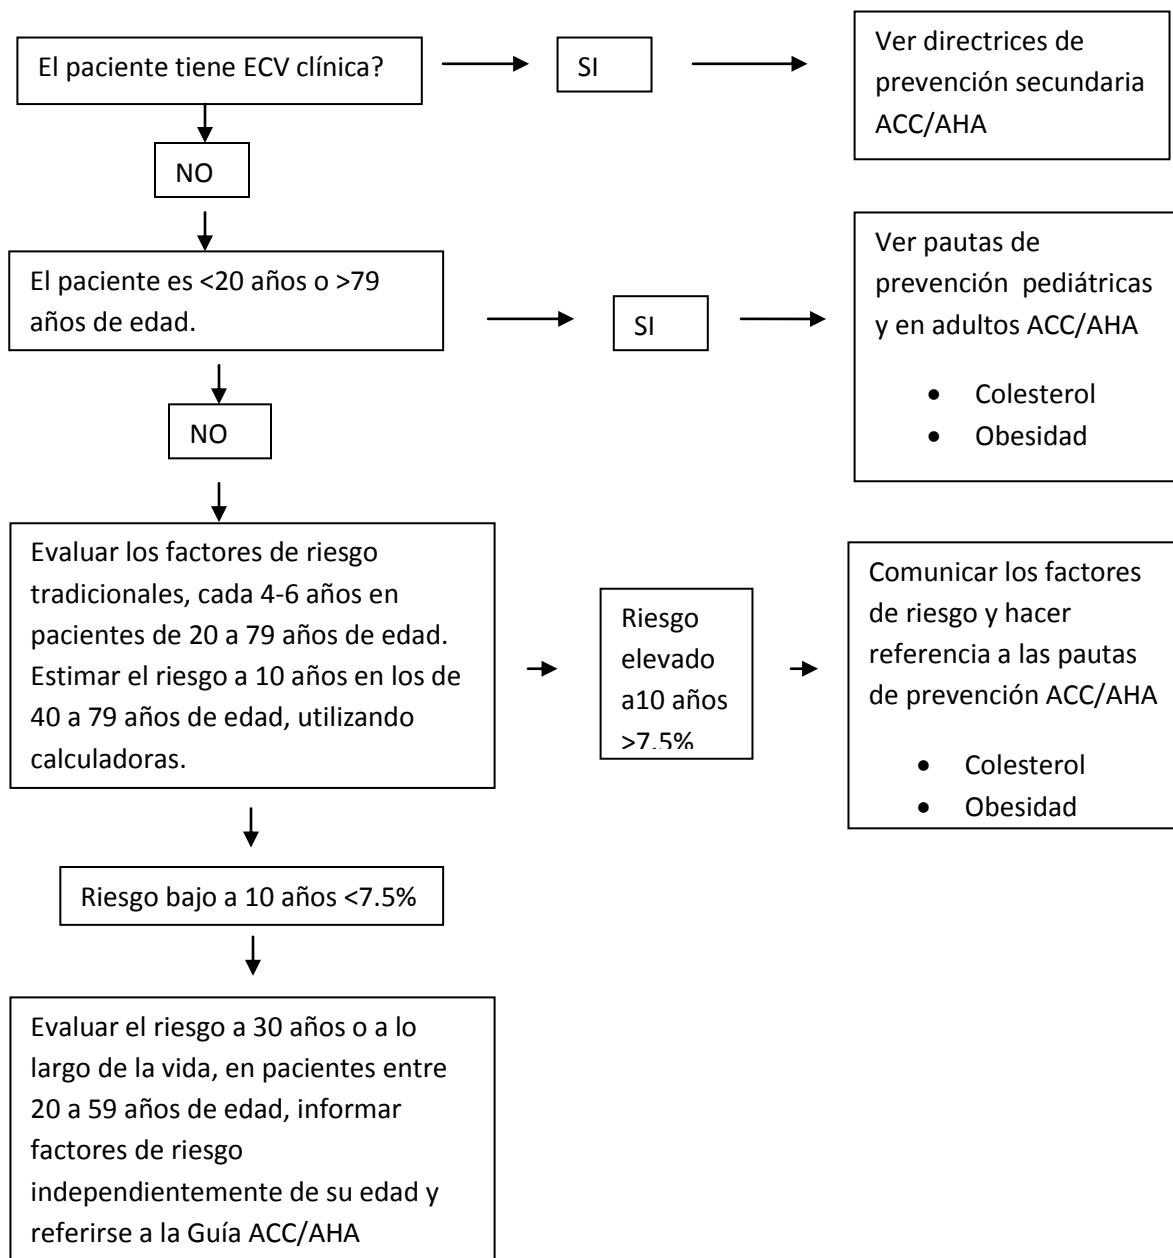 El paciente tiene ECV clínica?
SI
Ver directrices de
prevención secundaria
ACC/AHA
NO
El paciente es <20 años o >79
años de edad.
SI
Ver pautas de
prevención pediátricas
y en adultos ACC/AHA
• Colesterol
• Obesidad
NO
Evaluar los factores de riesgo
tradicionales, cada 4-6 años en
pacientes de 20 a 79 años de edad.
Estimar el riesgo a 10 años en los de
40 a 79 años de edad, utilizando
calculadoras.
Riesgo
elevado
a10 años
>7.5%
Comunicar los factores
de riesgo y hacer
referencia a las pautas
de prevención ACC/AHA
• Colesterol
• Obesidad
Riesgo bajo a 10 años <7.5%
Evaluar el riesgo a 30 años o a lo
largo de la vida, en pacientes entre
20 a 59 años de edad, informar
factores de riesgo
independientemente de su edad y
referirse a la Guía ACC/AHA